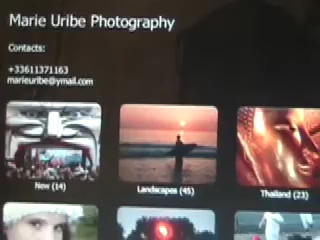 Marie Uribe Photography
Contacts:
+33611371163
marieuribe@ymail.com
New (14)
Landscapes (45)
Thailand (23)